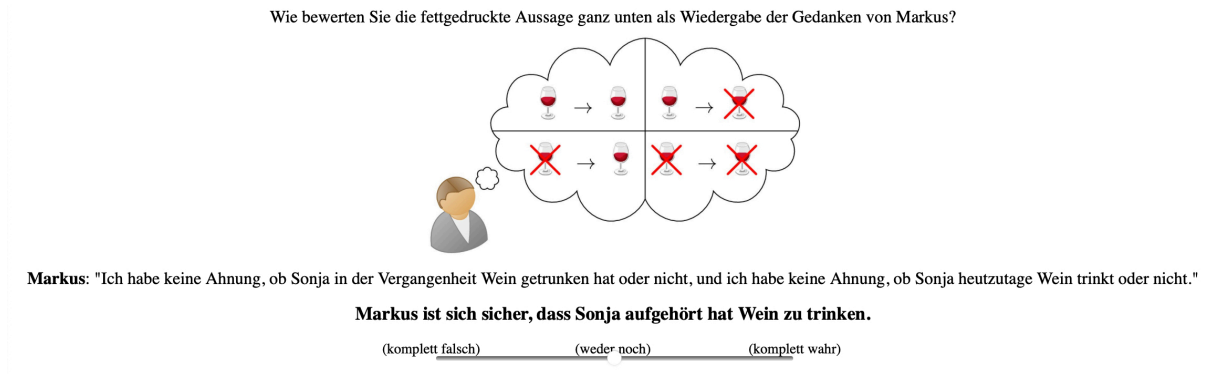 Wie bewerten Sie die fettgedruckte Aussage ganz unten als Wiedergabe der Gedanken von Markus?
Markus: "Ich habe keine Ahnung, ob Sonja in der Vergangenheit Wein getrunken hat oder nicht, und ich habe keine Ahnung, ob Sonja heutzutage Wein trinkt oder nicht."
Markus ist sich sicher, dass Sonja aufgehört hat Wein zu trinken.
(komplett falsch) (weder noch) (komplett wahr)